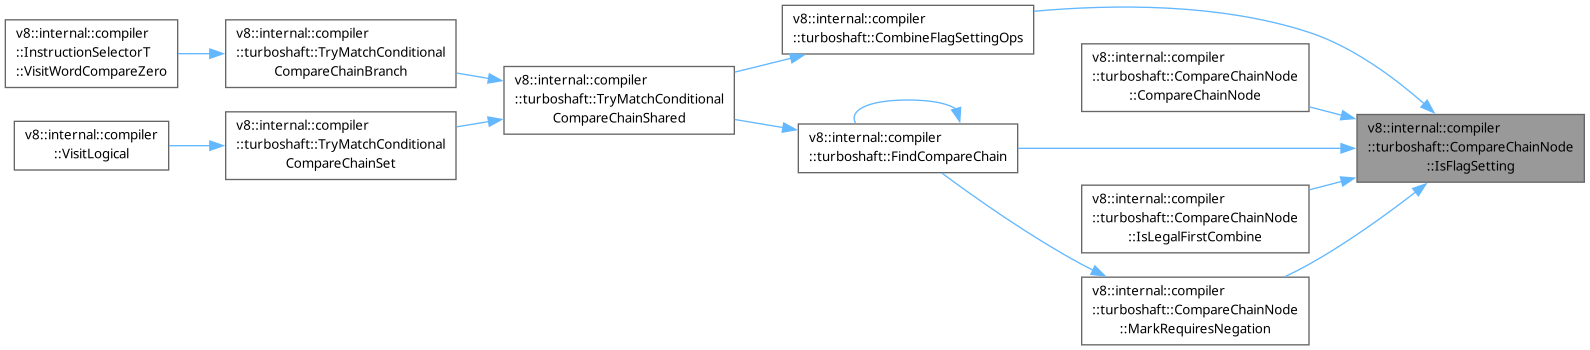 v8::internal::compiler
::InstructionSelectorT
::VisitWordCompareZero
v8::internal::compiler
::turboshaft::TryMatchConditional
CompareChainBranch
v8::internal::compiler
::VisitLogical
v8::internal::compiler
::turboshaft::TryMatchConditional
CompareChainSet
v8::internal::compiler
::turboshaft::TryMatchConditional
CompareChainShared
v8::internal::compiler
::turboshaft::CombineFlagSettingOps
v8::internal::compiler
::turboshaft::FindCompareChain
v8::internal::compiler
::turboshaft::CompareChainNode
::CompareChainNode
v8::internal::compiler
::turboshaft::CompareChainNode
::IsLegalFirstCombine
v8::internal::compiler
::turboshaft::CompareChainNode
::MarkRequiresNegation
v8::internal::compiler
::turboshaft::CompareChainNode
::IsFlagSetting